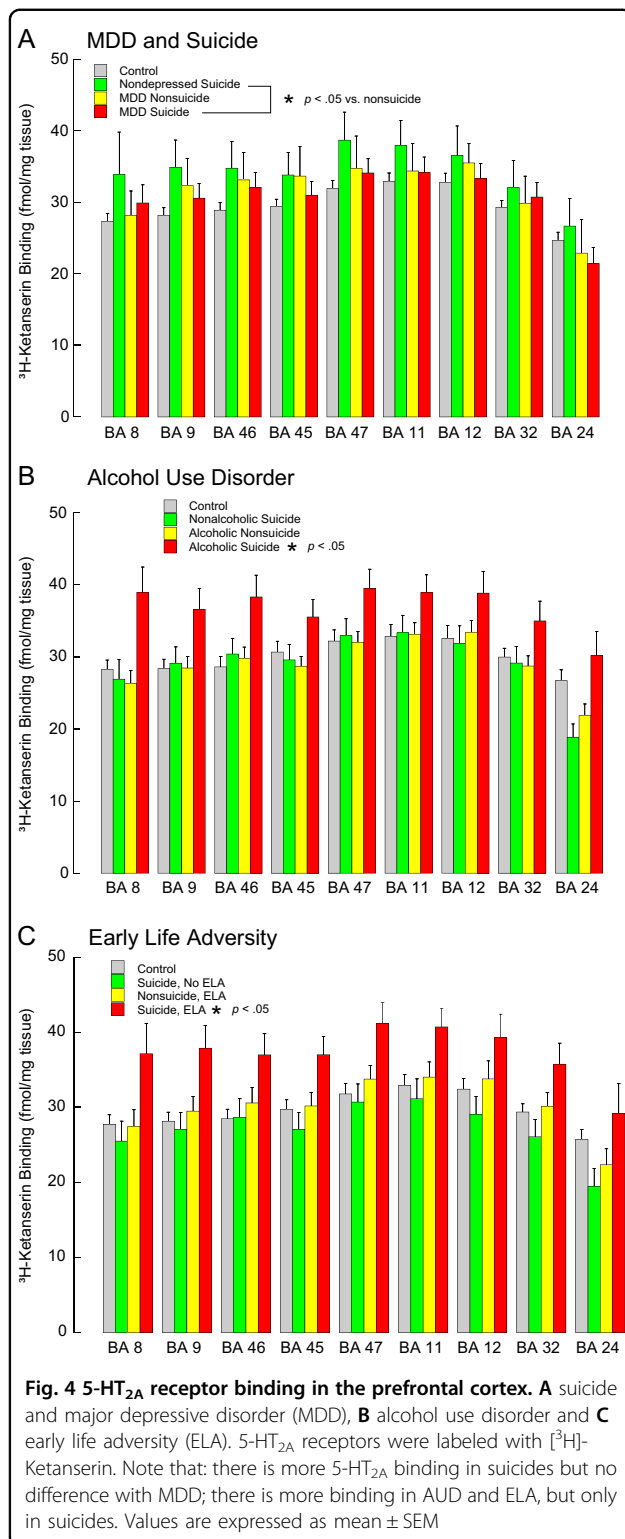 A MDD and Suicide
50
40
30
20
10
0
³H-Ketanserin Binding (fmol/mg tissue)
Control
Nondepressed Suicide
MDD Nonsuicide
MDD Suicide
* p < .05 vs. nonsuicide
BA 8 BA 9 BA 46 BA 45 BA 47 BA 11 BA 12 BA 32 BA 24
B Alcohol Use Disorder
50
40
30
20
10
0
³H-Ketanserin Binding (fmol/mg tissue)
Control
Nonalcoholic Suicide
Alcoholic Nonsuicide
Alcoholic Suicide * p < .05
BA 8 BA 9 BA 46 BA 45 BA 47 BA 11 BA 12 BA 32 BA 24
C Early Life Adversity
50
40
30
20
10
0
³H-Ketanserin Binding (fmol/mg tissue)
Control
Suicide, No ELA
Nonsuicide, ELA
Suicide, ELA * p < .05
BA 8 BA 9 BA 46 BA 45 BA 47 BA 11 BA 12 BA 32 BA 24
Fig. 4 5-HT2A receptor binding in the prefrontal cortex. A suicide
and major depressive disorder (MDD), B alcohol use disorder and C
early life adversity (ELA). 5-HT2A receptors were labeled with [³H]-
Ketanserin. Note that: there is more 5-HT2A binding in suicides but no
difference with MDD; there is more binding in AUD and ELA, but only
in suicides. Values are expressed as mean ± SEM